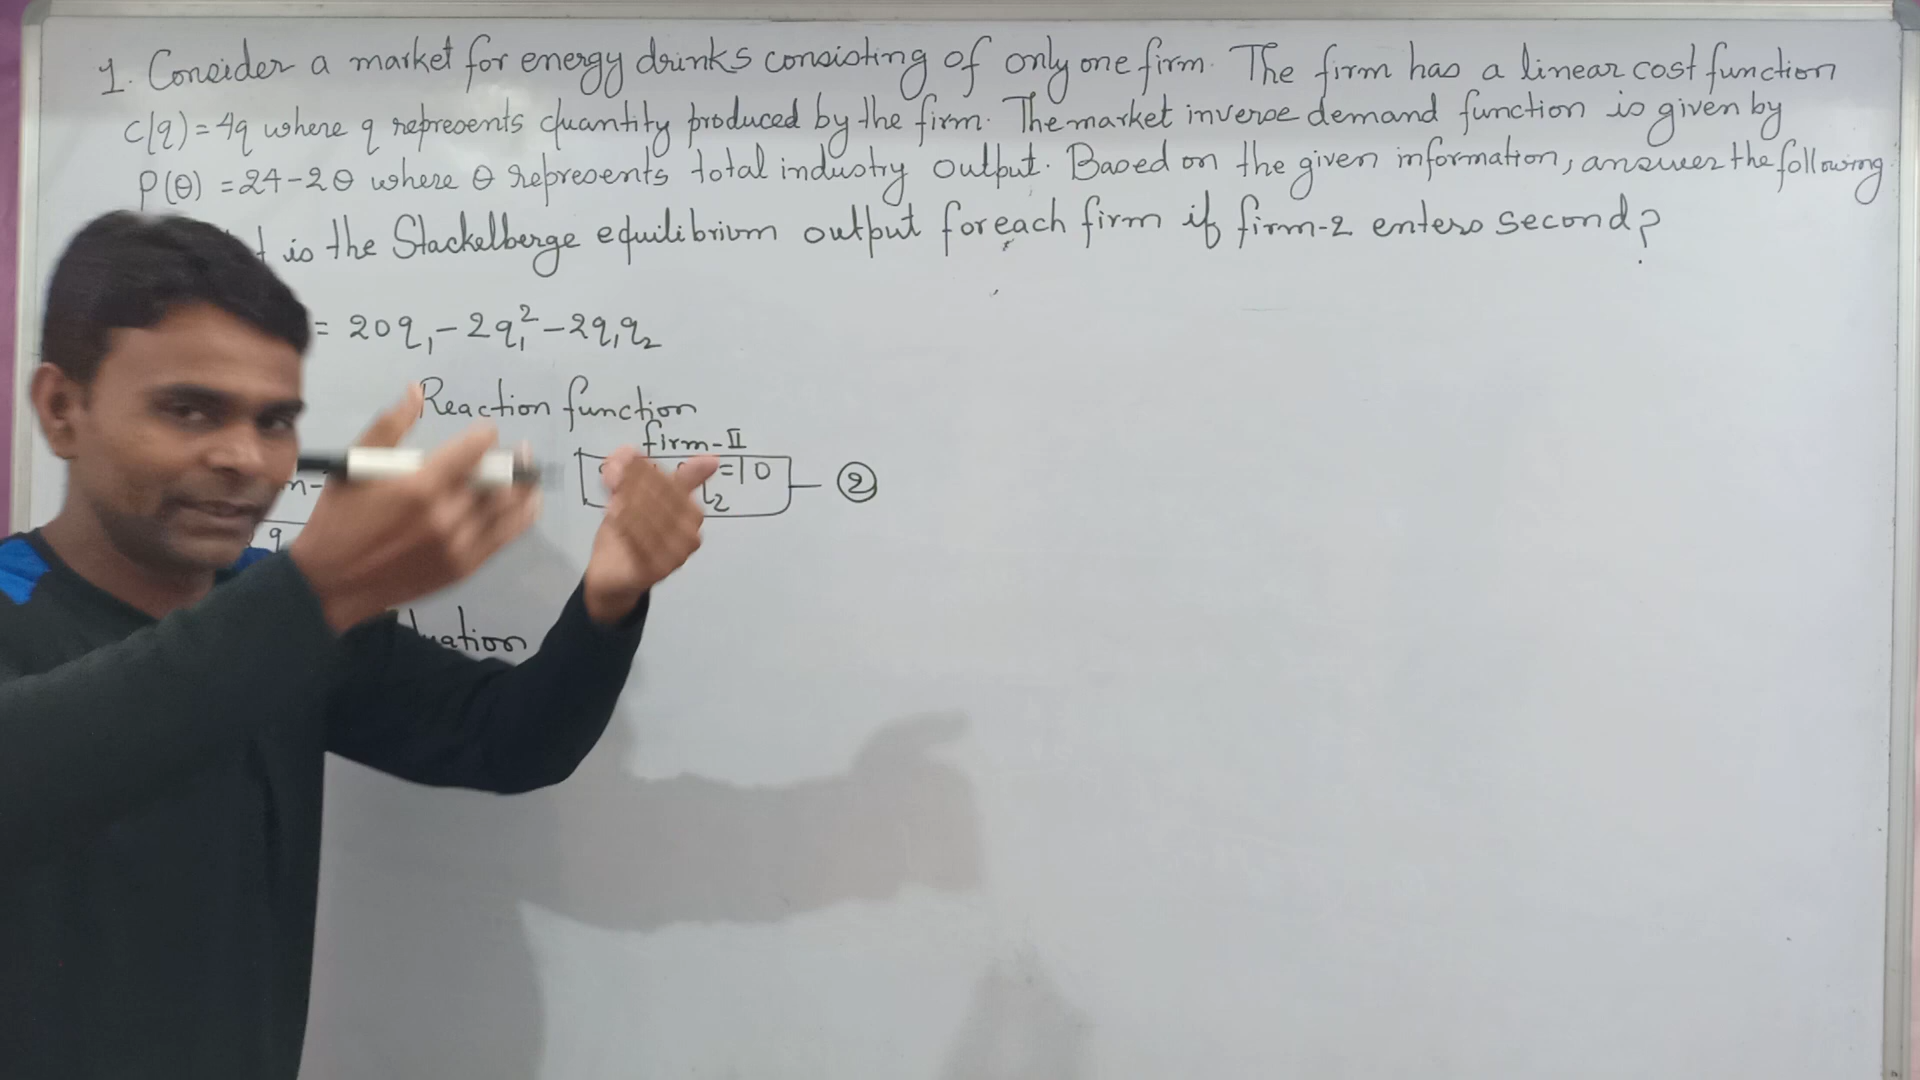 1. Consider a market for energy drinks consisting of only one firm. The firm has a linear cost function
C(q) = 4q where q represents quantity produced by the firm. The market inverse demand function is given by
P(θ) = 24-2θ where θ represents total industry output. Based on the given information, answer the following.
is the Stackelberge equilibrium output for each firm if firm-2 enters second?
= 20q₁ - 2q₁² - 2q₁q₂
Reaction function
firm-II
=10 — ②
q